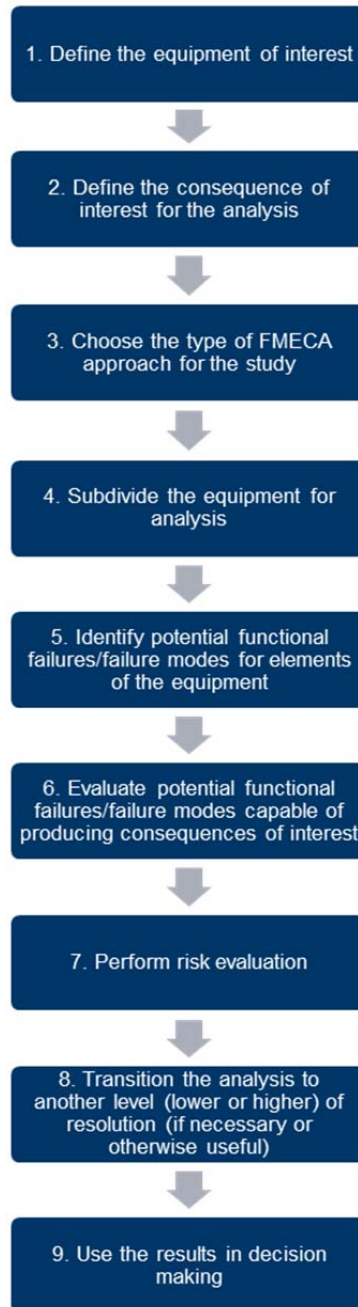 1. Define the equipment of interest
2. Define the consequence of
interest for the analysis
3. Choose the type of FMECA
approach for the study
4. Subdivide the equipment for
analysis
5. Identify potential functional
failures/failure modes for elements
of the equipment
6. Evaluate potential functional
failures/failure modes capable of
producing consequences of interest
7. Perform risk evaluation
8. Transition the analysis to
another level (lower or higher) of
resolution (if necessary or
otherwise useful)
9. Use the results in decision
making